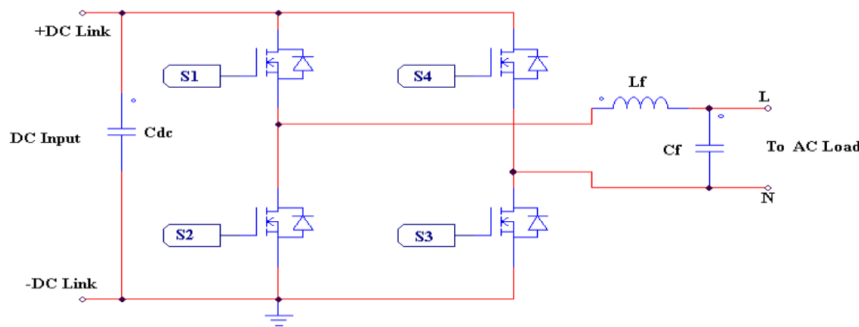 +DC Link
S1
S4
Lf
L
DC Input
Cdc
Cf
To AC Load
N
S2
S3
-DC Link